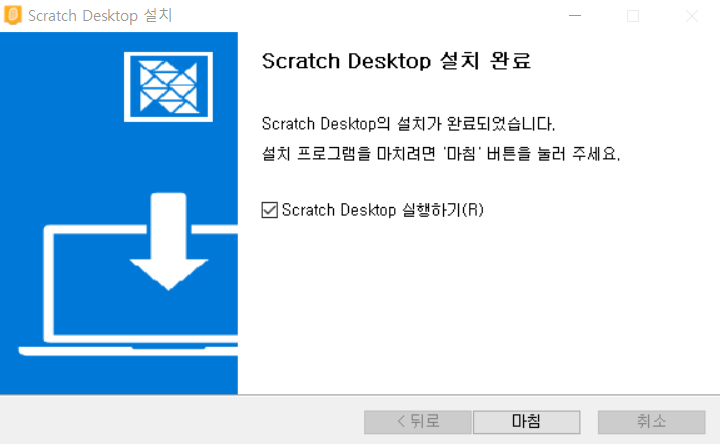 Scratch Desktop 설치
Scratch Desktop 설치 완료
Scratch Desktop의 설치가 완료되었습니다.
설치 프로그램을 마치려면 '마침' 버튼을 눌러 주세요.
Scratch Desktop 실행하기(R)
< 뒤로 마침 취소